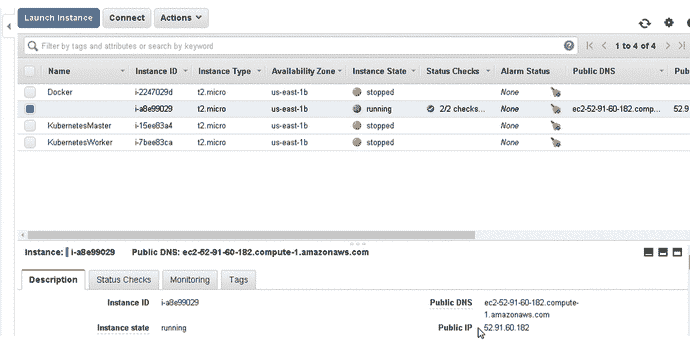 Launch Instance Connect Actions
Filter by tags and attributes or search by keyword 1 to 4 of 4
Name Instance ID Instance Type Availability Zone Instance State Status Checks Alarm Status Public DNS Pub
Docker i-2247029d t2.micro us-east-1b stopped None
i-a8e99029 t2.micro us-east-1b running 2/2 checks... None ec2-52-91-60-182.compu... 52.9
KubernetesMaster i-15ee83a4 t2.micro us-east-1b stopped None
KubernetesWorker i-7bee83ca t2.micro us-east-1b stopped None
Instance: i-a8e99029 Public DNS: ec2-52-91-60-182.compute-1.amazonaws.com
Description Status Checks Monitoring Tags
Instance ID i-a8e99029 Public DNS ec2-52-91-60-182.compute-
1.amazonaws.com
Instance state running Public IP 52.91.60.182